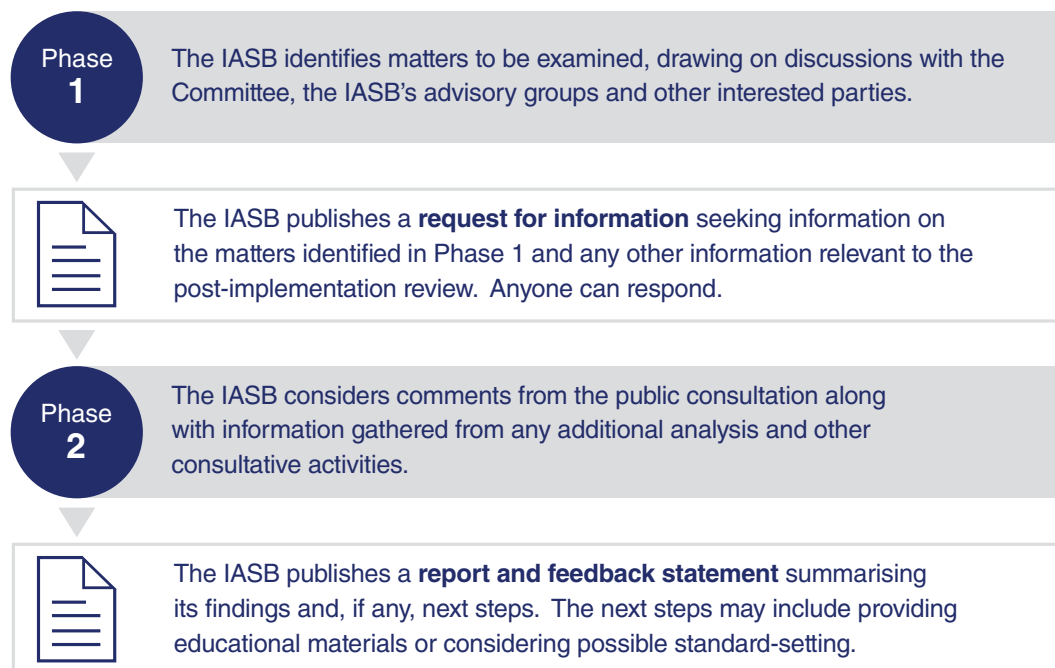 Phase
1
The IASB identifies matters to be examined, drawing on discussions with the
Committee, the IASB's advisory groups and other interested parties.
The IASB publishes a request for information seeking information on
the matters identified in Phase 1 and any other information relevant to the
post-implementation review.  Anyone can respond.
Phase
2
The IASB considers comments from the public consultation along
with information gathered from any additional analysis and other
consultative activities.
The IASB publishes a report and feedback statement summarising
its findings and, if any, next steps.  The next steps may include providing
educational materials or considering possible standard-setting.